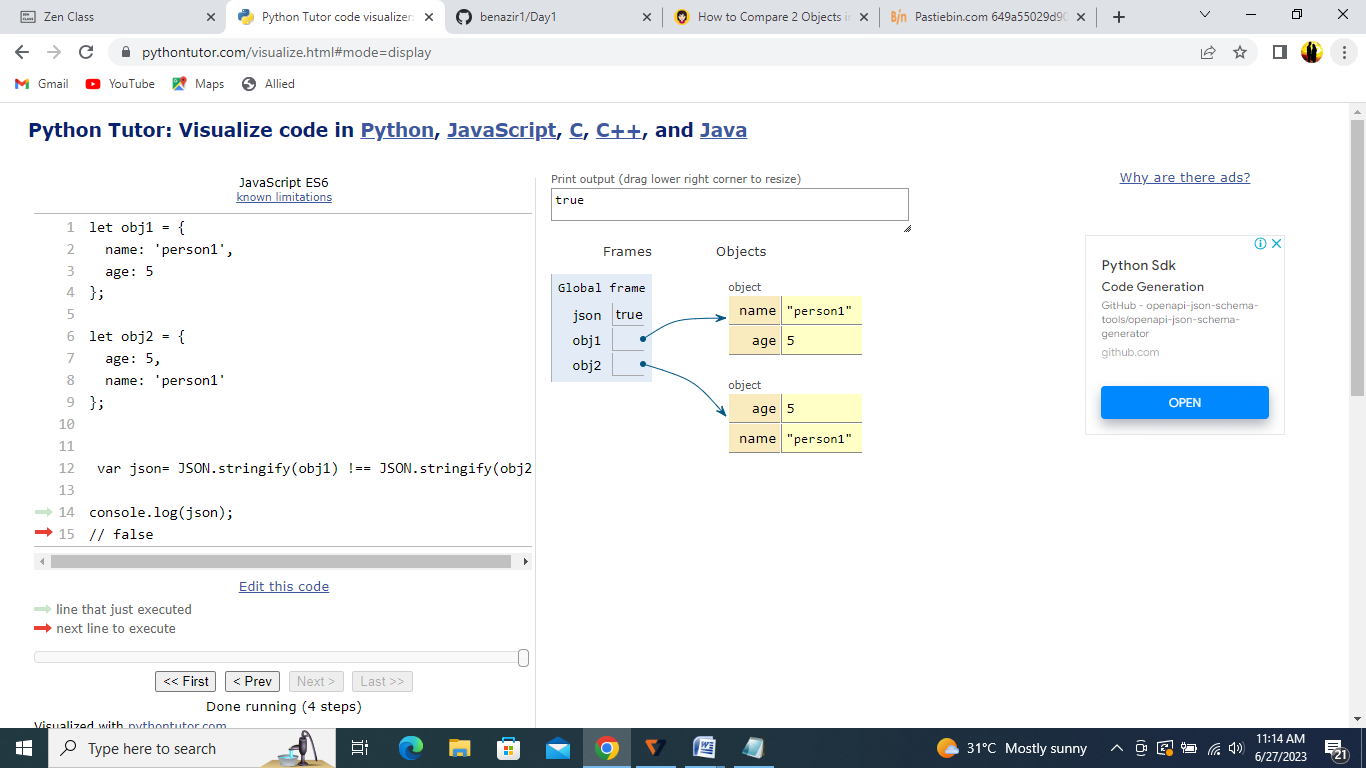 Zen Class
Python Tutor code visualizer:
benazir1/Day1
How to Compare 2 Objects in
Pastiebin.com 649a55029d90
pythontutor.com/visualize.html#mode=display
Gmail
YouTube
Maps
Allied
Python Tutor: Visualize code in Python, JavaScript, C, C++, and Java
JavaScript ES6
known limitations
1 let obj1 = {
2 name: 'person1',
3 age: 5
4 };
5
6 let obj2 = {
7 age: 5,
8 name: 'person1'
9 };
10
11
12 var json= JSON.stringify(obj1) !== JSON.stringify(obj2
13
14 console.log(json);
15 // false
Edit this code
line that just executed
next line to execute
<< First
< Prev
Next >
Last >>
Done running (4 steps)
Visualized with pythontutor.com
Print output (drag lower right corner to resize)
true
Frames
Objects
Global frame
json true
obj1
obj2
object
name "person1"
age 5
object
age 5
name "person1"
Why are there ads?
Python Sdk
Code Generation
GitHub - openapi-json-schema-
tools/openapi-json-schema-
generator
github.com
OPEN
Type here to search
31°C Mostly sunny
11:14 AM
6/27/2023
21